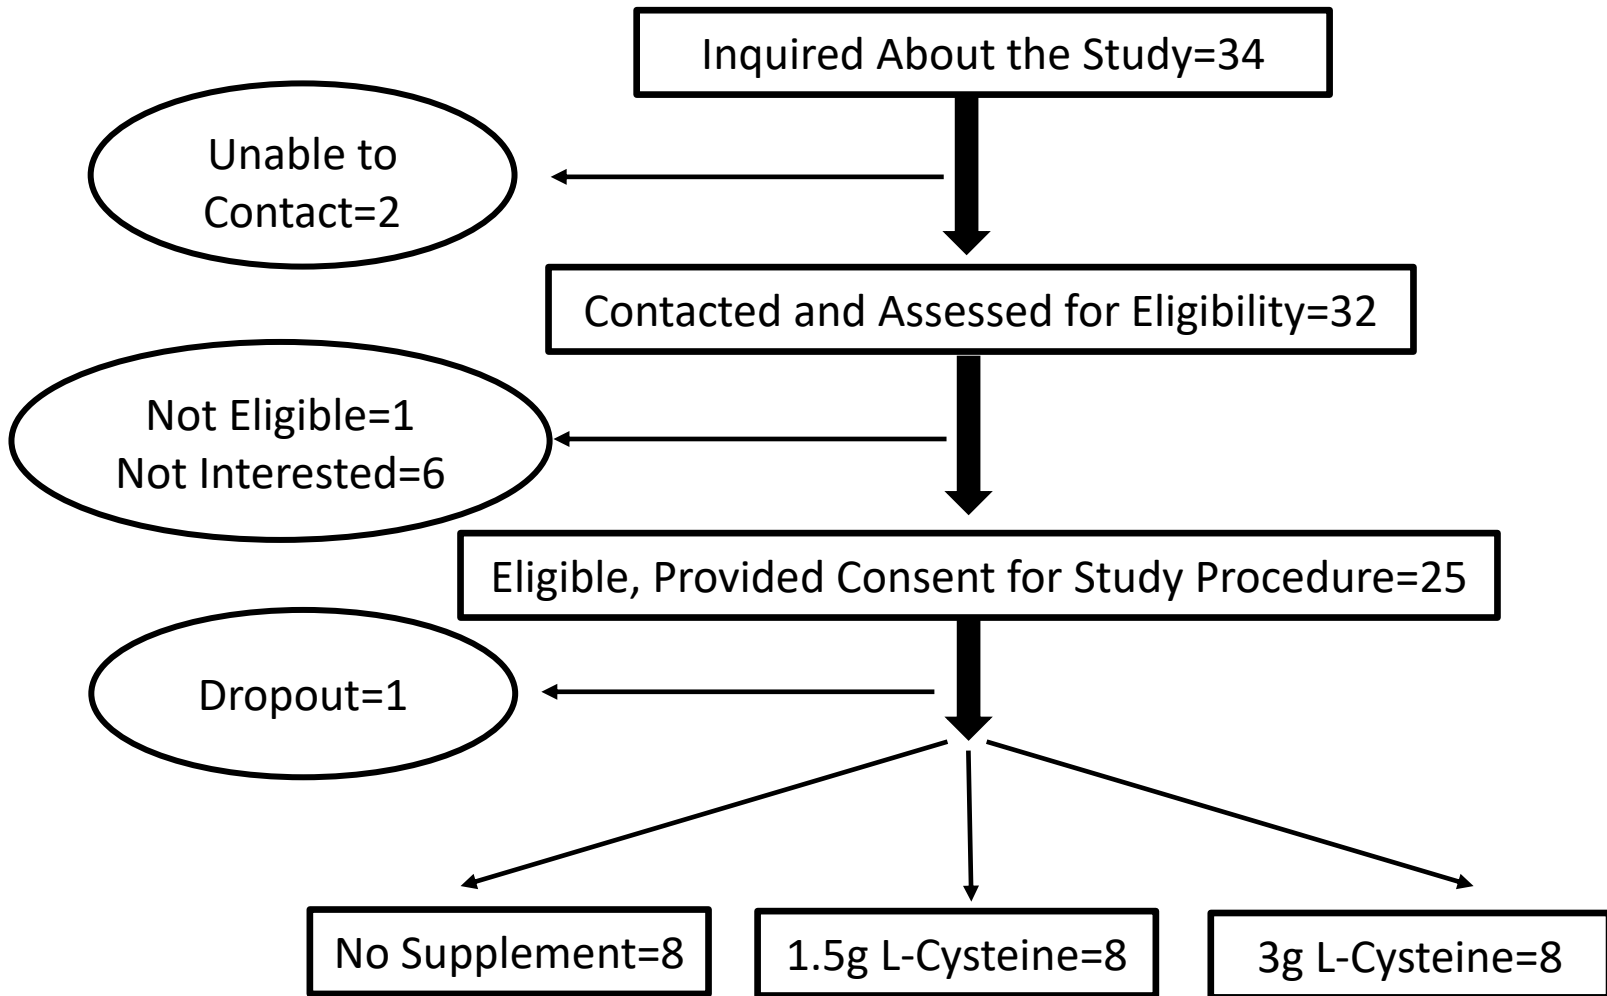 Inquired About the Study=34
Unable to
Contact=2
Contacted and Assessed for Eligibility=32
Not Eligible=1
Not Interested=6
Eligible, Provided Consent for Study Procedure=25
Dropout=1
No Supplement=8
1.5g L-Cysteine=8
3g L-Cysteine=8